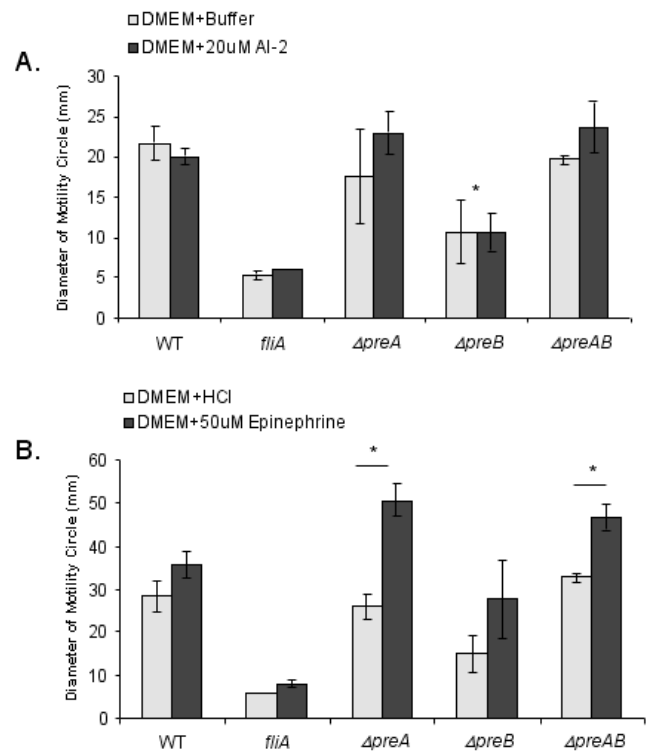 DMEM+Buffer
DMEM+20uM AI-2
A.
Diameter of Motility Circle (mm)
30
25
20
15
10
5
0
*
WT fliA ΔpreA ΔpreB ΔpreAB
DMEM+HCl
DMEM+50uM Epinephrine
B.
Diameter of Motility Circle (mm)
60
50
40
30
20
10
0
* *
WT fliA ΔpreA ΔpreB ΔpreAB